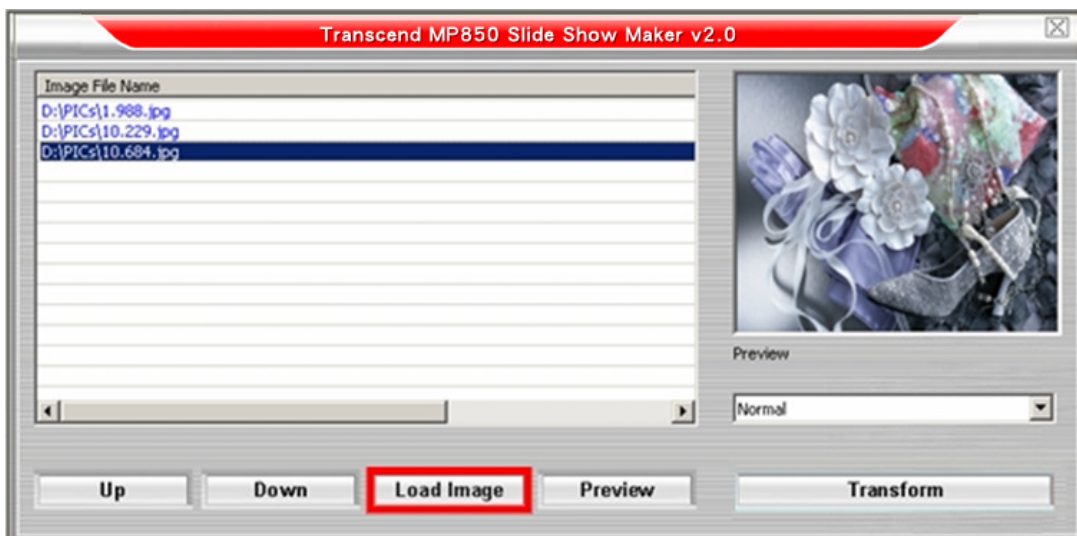 Transcend MP850 Slide Show Maker v2.0
Image File Name
D:\PICs\1.988.jpg
D:\PICs\10.229.jpg
D:\PICs\10.684.jpg
Preview
Normal
Up Down Load Image Preview Transform